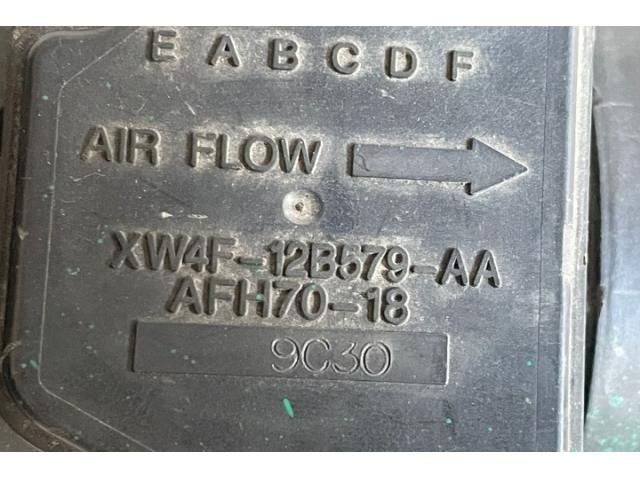 E A B C D F
AIR FLOW
XW4F-12B579-AA
AFH70-18
9C30